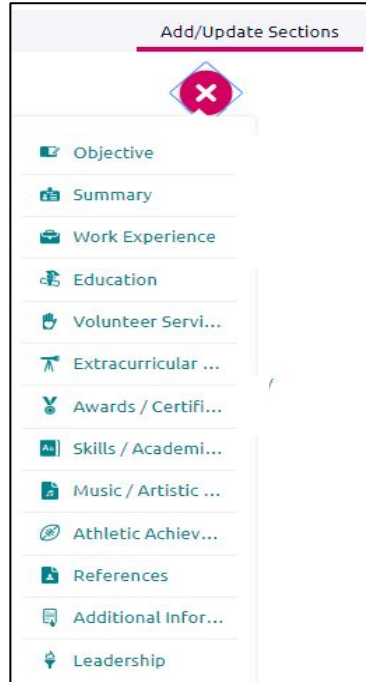 Add/Update Sections
Objective
Summary
Work Experience
Education
Volunteer Servi...
Extracurricular ...
Awards / Certifi...
Skills / Academi...
Music / Artistic ...
Athletic Achiev...
References
Additional Infor...
Leadership